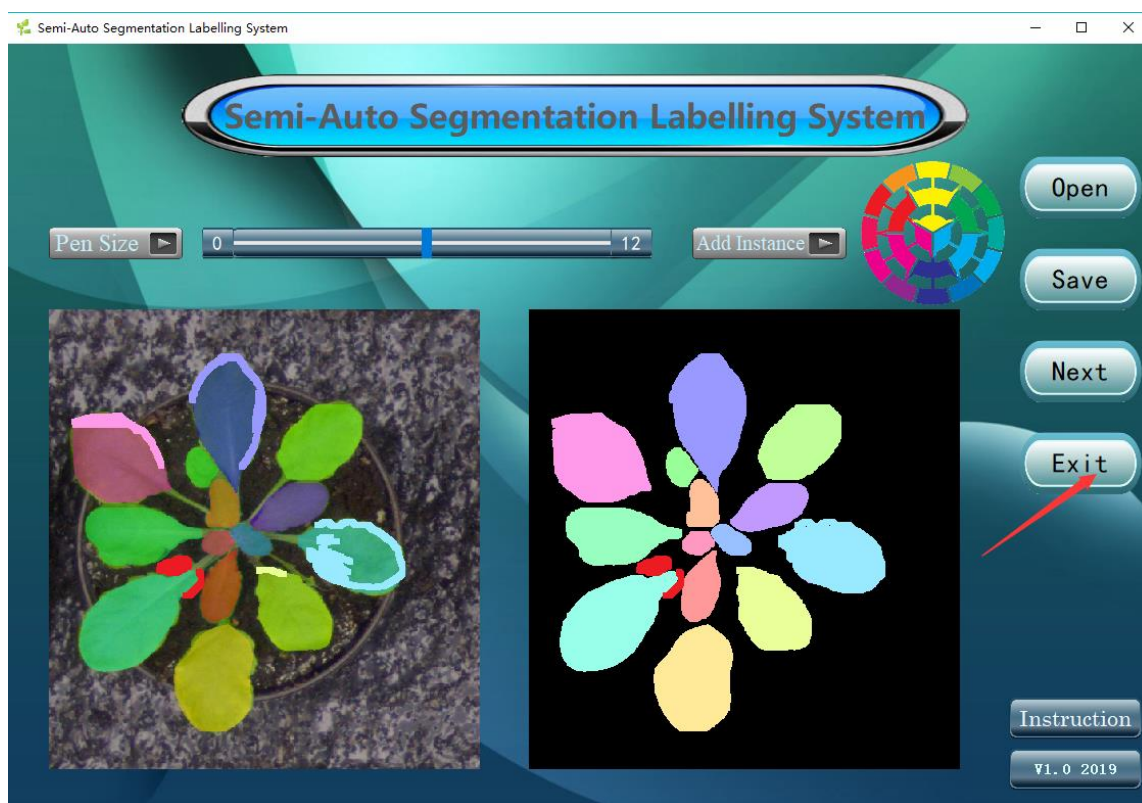 Semi-Auto Segmentation Labelling System
Semi-Auto Segmentation Labelling System
Open
Pen Size
0
12
Add Instance
Save
Next
Exit
Instruction
V1.0 2019